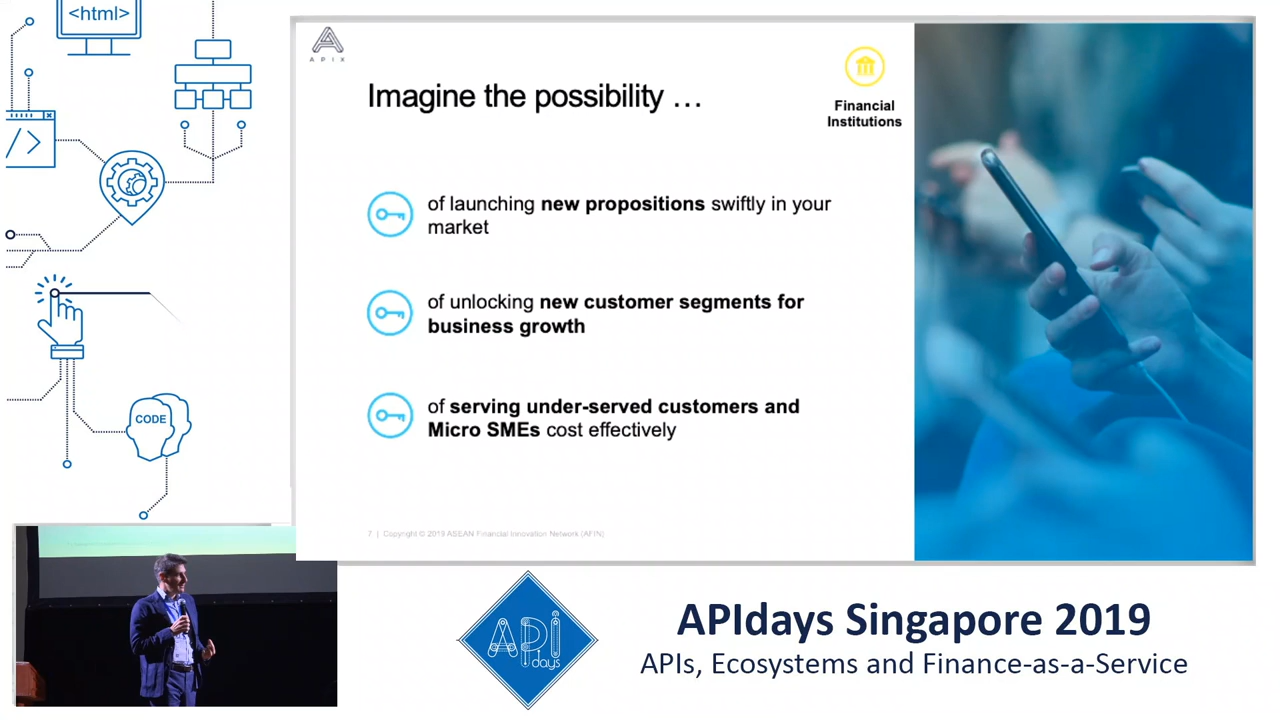 <html>
</>
CODE
APIX
Imagine the possibility …
Financial
Institutions
of launching new propositions swiftly in your
market
of unlocking new customer segments for
business growth
of serving under-served customers and
Micro SMEs cost effectively
7 | Copyright © 2019 ASEAN Financial Innovation Network (AFIN)
API
days
APIdays Singapore 2019
APIs, Ecosystems and Finance-as-a-Service